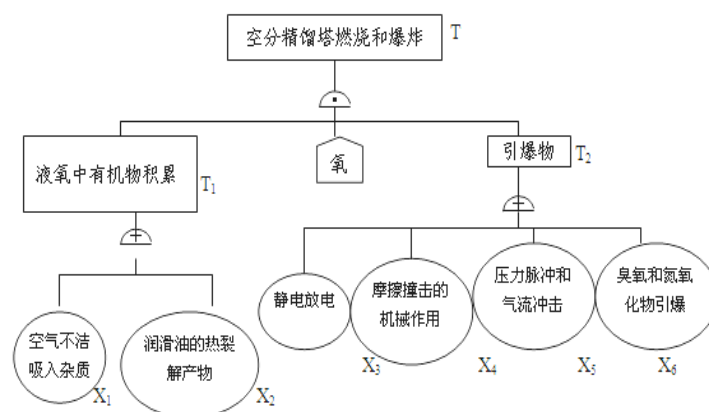 空分精馏塔燃烧和爆炸
T
·
液氧中有机物积累
T₁
氧
引爆物
T₂
+
+
空气不洁
吸入杂质
X₁
润滑油的热裂
解产物
X₂
静电放电
X₃
摩擦撞击的
机械作用
X₄
压力脉冲和
气流冲击
X₅
臭氧和氮氧
化物引爆
X₆